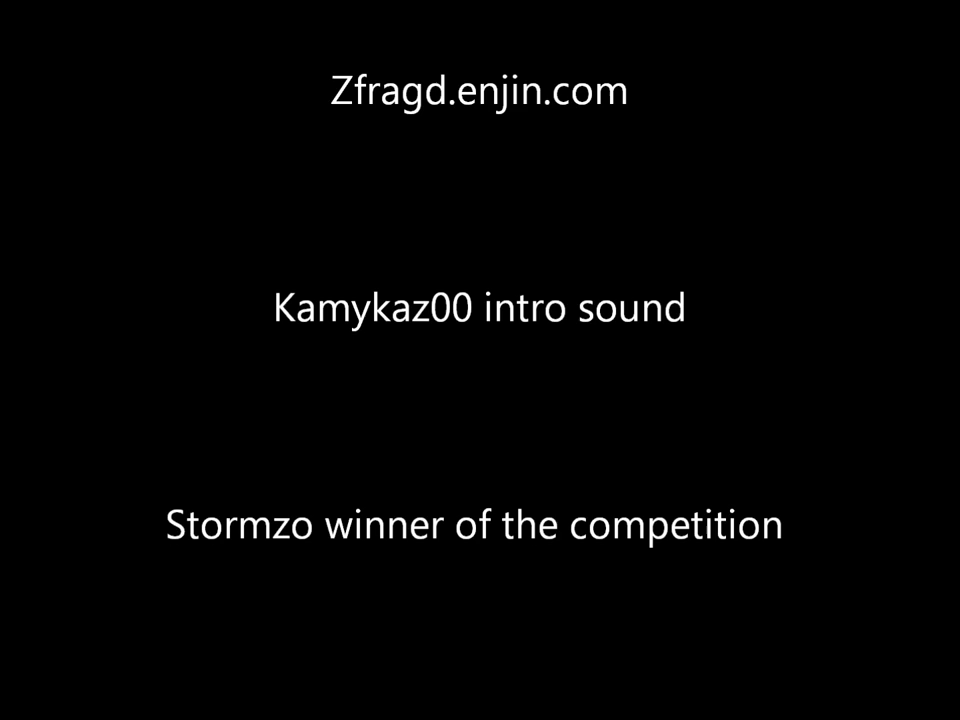 Zfragd.enjin.com
Kamykaz00 intro sound
Stormzo winner of the competition